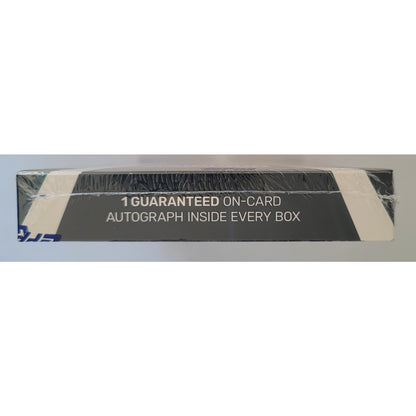 1 GUARANTEED ON-CARD
AUTOGRAPH INSIDE EVERY BOX